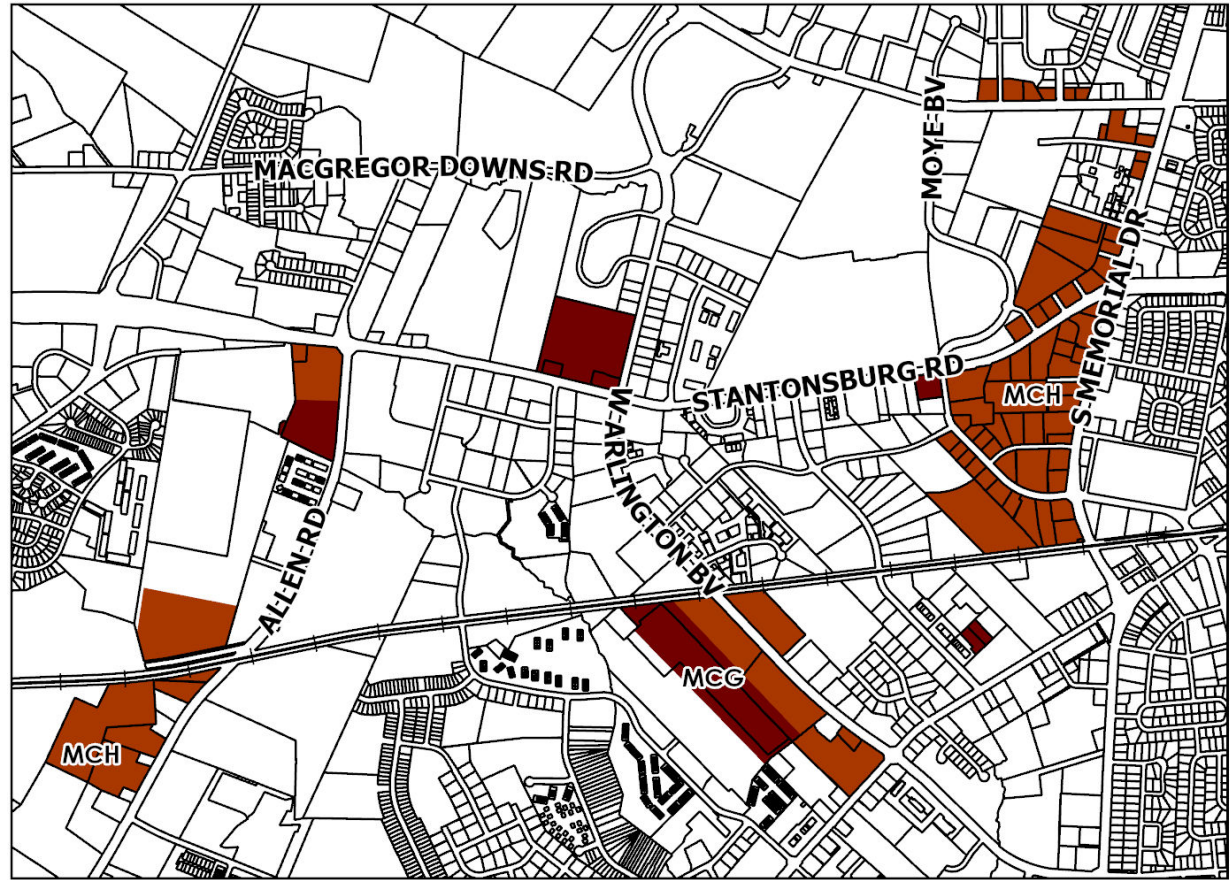 MOYE BV
MACGREGOR DOWNS RD
S MEMORIAL DR
STANTONSBURG RD
MCH
W ARLINGTON BV
ALLEN RD
MCG
MCH